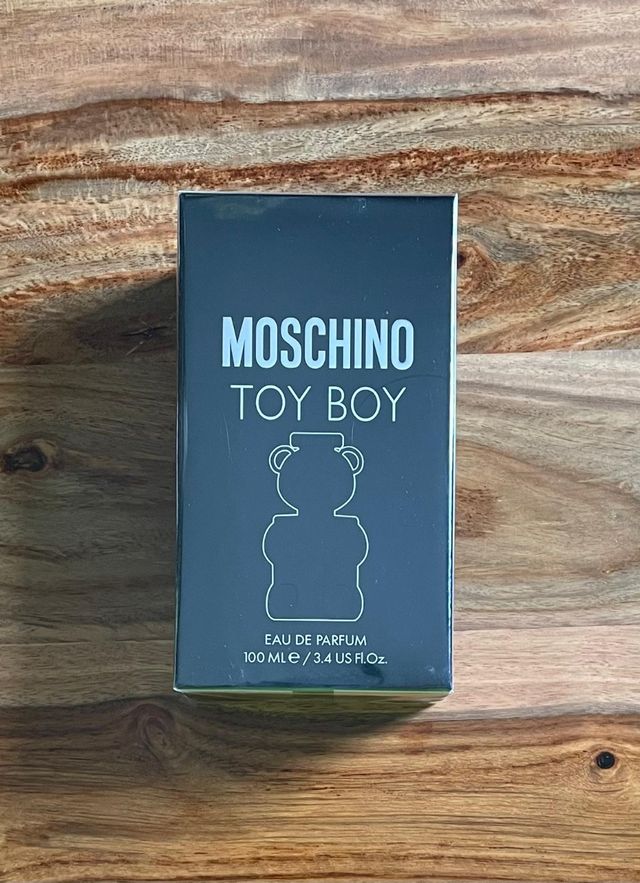 MOSCHINO
TOY BOY
EAU DE PARFUM
100 ML ℮ / 3.4 US Fl.Oz.